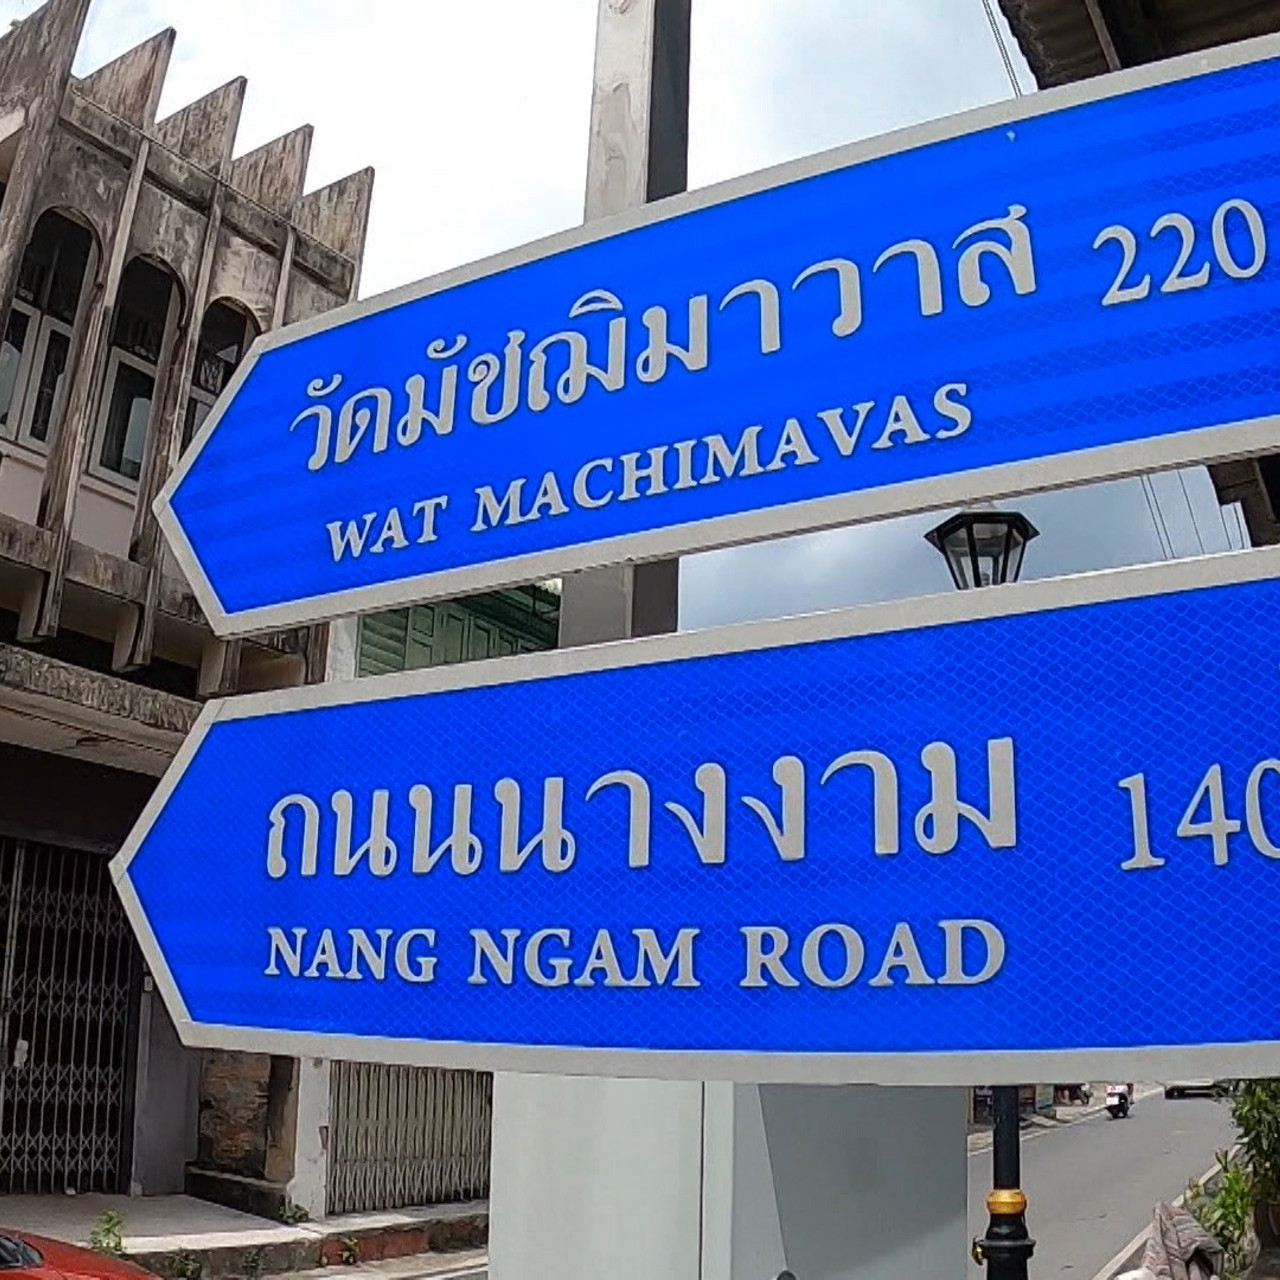 วัดมัชฌิมาวาส 220
WAT MACHIMAVAS
ถนนนางงาม 140
NANG NGAM ROAD